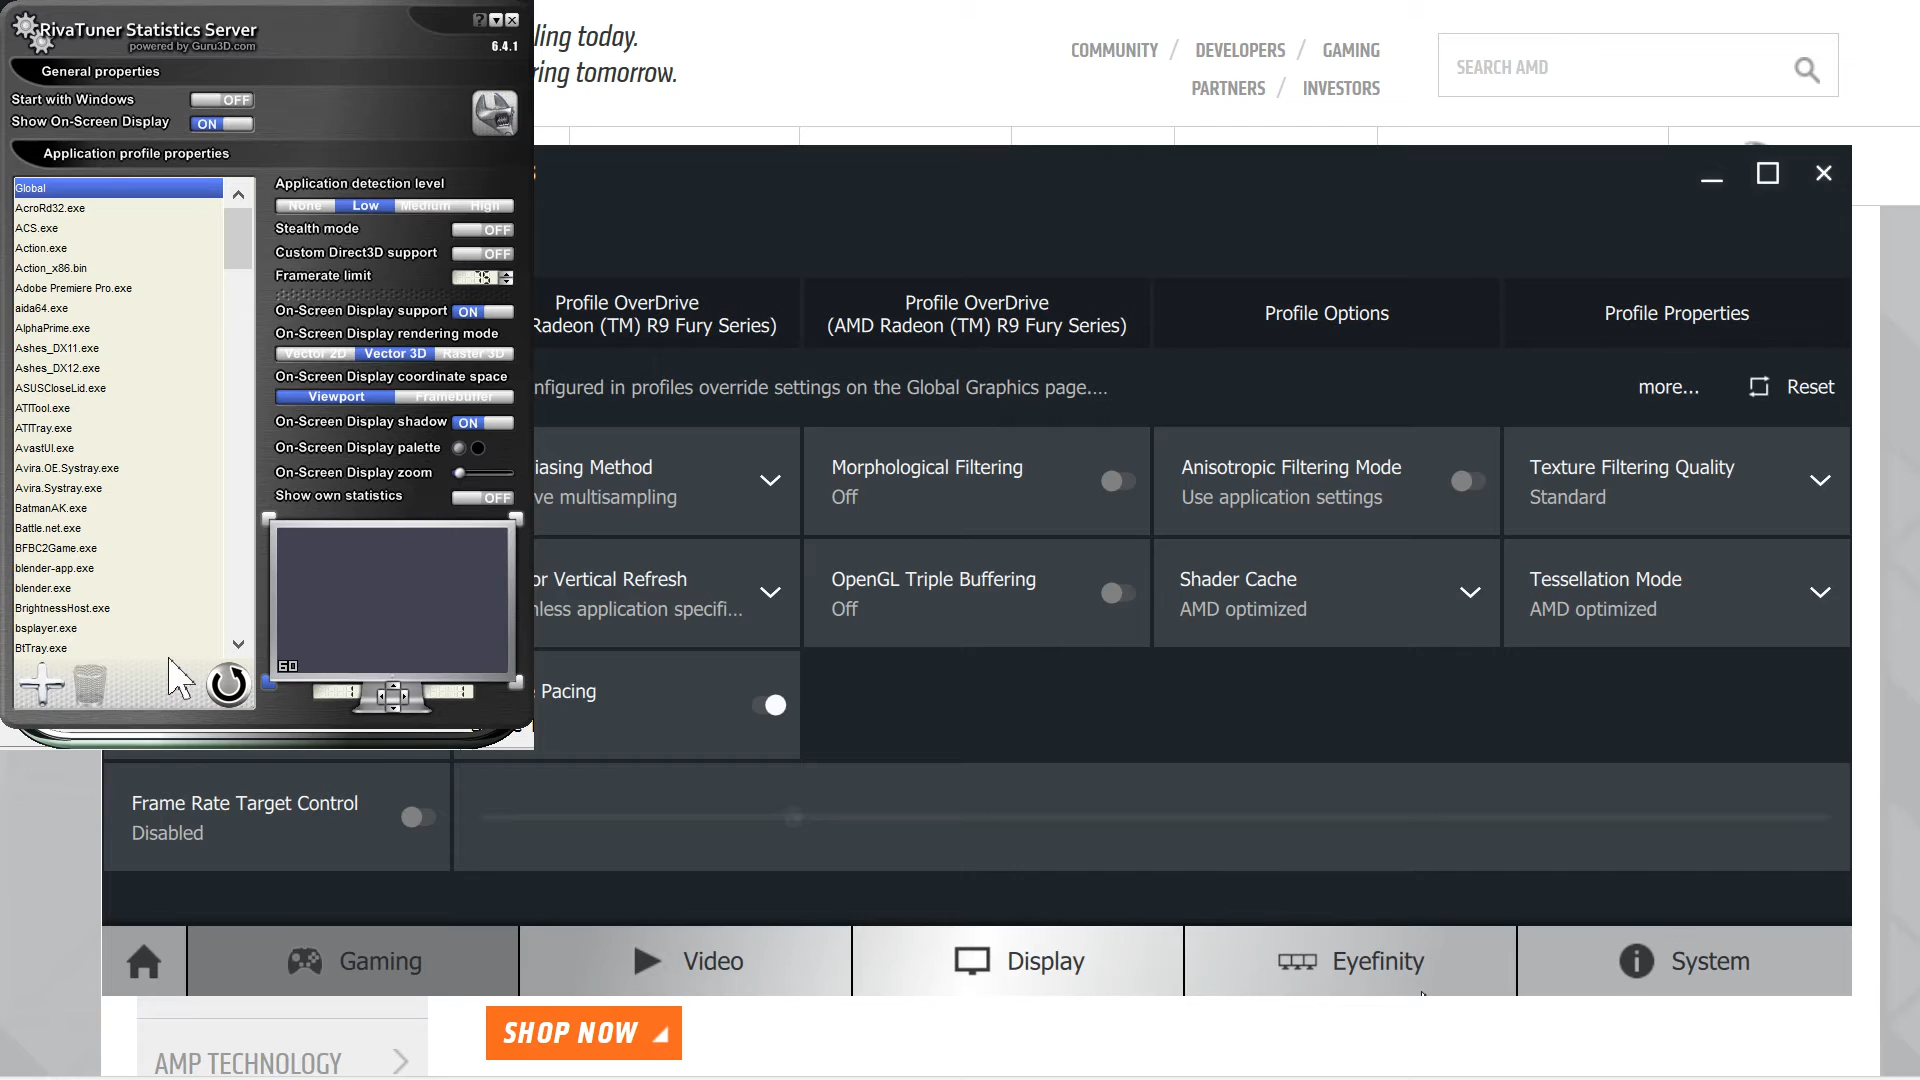 RivaTuner Statistics Server
powered by Guru3D.com
6.4.1
General properties
Start with Windows
OFF
Show On-Screen Display
ON
Application profile properties
Global
AcroRd32.exe
ACS.exe
Action.exe
Action_x86.bin
Adobe Premiere Pro.exe
aida64.exe
AlphaPrime.exe
Ashes_DX11.exe
Ashes_DX12.exe
ASUSCloseLid.exe
ATITool.exe
ATITray.exe
AvastUI.exe
Avira.OE.Systray.exe
Avira.Systray.exe
BatmanAK.exe
Battle.net.exe
BFBC2Game.exe
blender-app.exe
blender.exe
BrightnessHost.exe
bsplayer.exe
BtTray.exe
Application detection level
None Low Medium High
Stealth mode
OFF
Custom Direct3D support
OFF
Framerate limit
75
On-Screen Display support
ON
On-Screen Display rendering mode
Vector 2D Vector 3D Raster 3D
On-Screen Display coordinate space
Viewport Framebuffer
On-Screen Display shadow
ON
On-Screen Display palette
On-Screen Display zoom
Show own statistics
OFF
60
1 1
ling today.
ring tomorrow.
COMMUNITY / DEVELOPERS / GAMING
PARTNERS / INVESTORS
SEARCH AMD
Profile OverDrive
Radeon (TM) R9 Fury Series)
Profile OverDrive
(AMD Radeon (TM) R9 Fury Series)
Profile Options
Profile Properties
nfigured in profiles override settings on the Global Graphics page....
more...
Reset
iasing Method
ve multisampling
Morphological Filtering
Off
Anisotropic Filtering Mode
Use application settings
Texture Filtering Quality
Standard
or Vertical Refresh
nless application specifi...
OpenGL Triple Buffering
Off
Shader Cache
AMD optimized
Tessellation Mode
AMD optimized
Pacing
Frame Rate Target Control
Disabled
Gaming
Video
Display
Eyefinity
System
SHOP NOW
AMP TECHNOLOGY